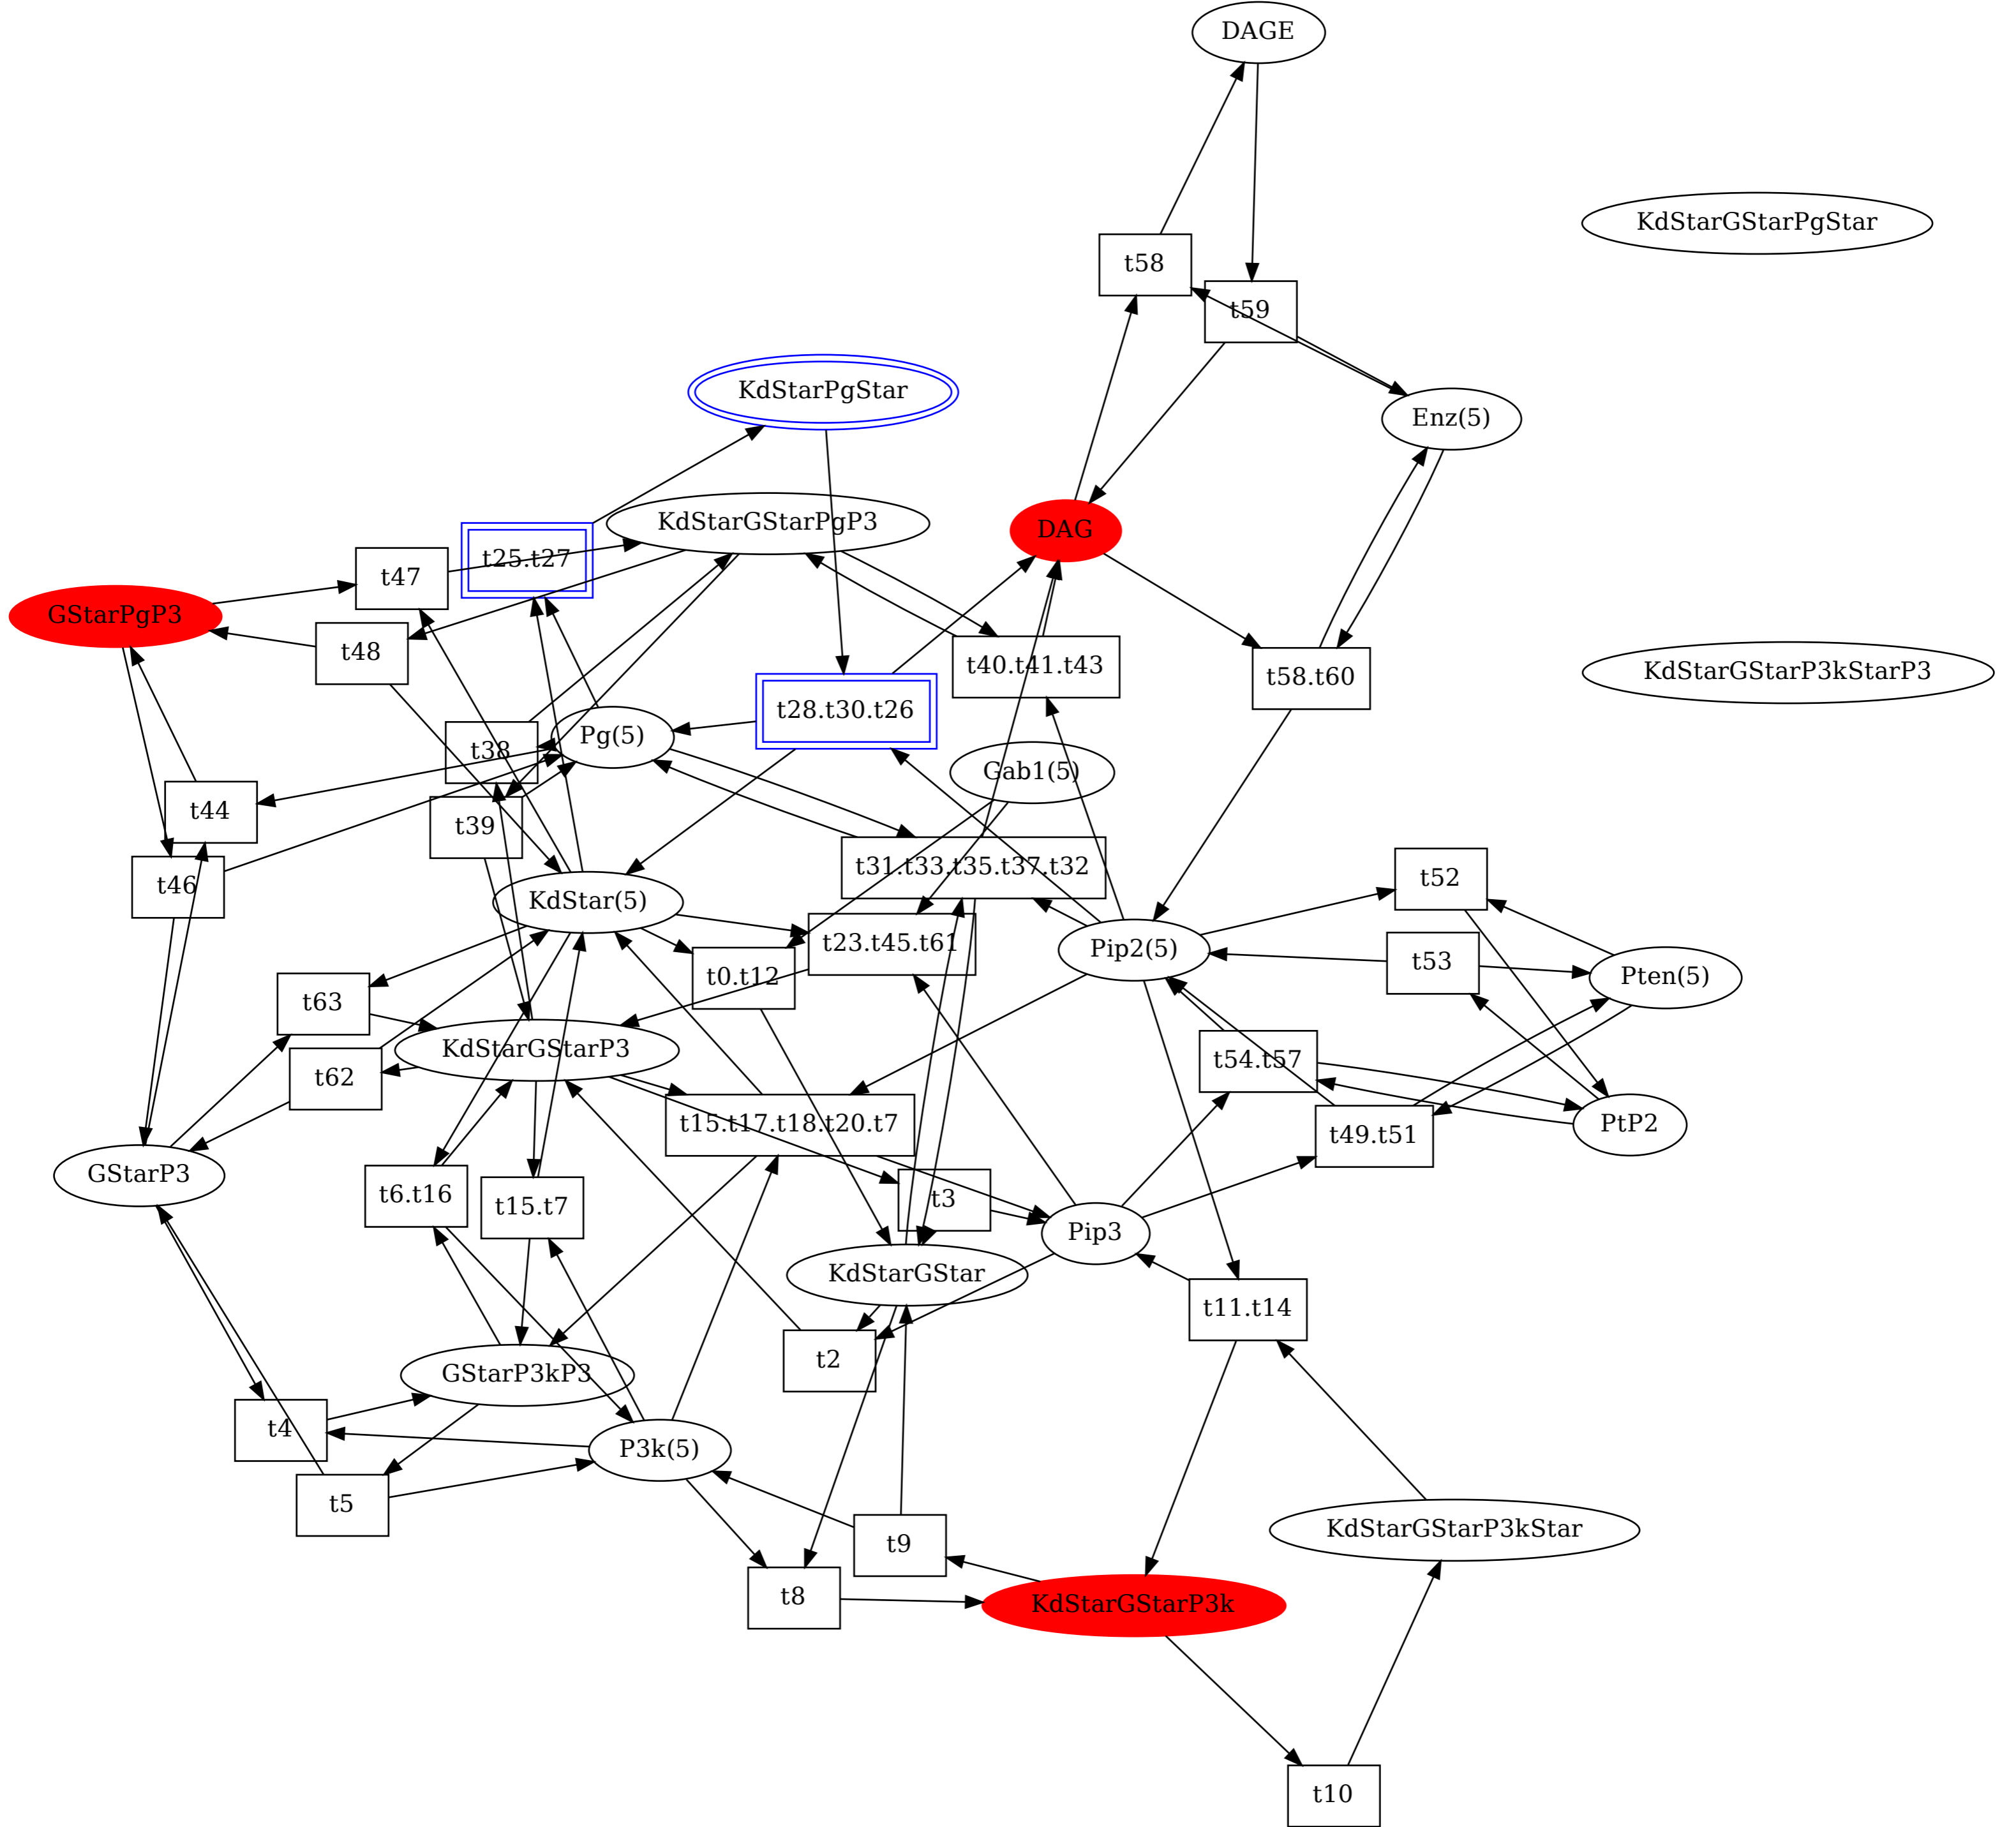 DAGE
KdStarGStarPgStar
t58
t59
KdStarPgStar
Enz(5)
KdStarGStarPgP3
DAG
t25.t27
t47
GStarPgP3
t48
t40.t41.t43
KdStarGStarP3kStarP3
t58.t60
t28.t30.t26
Pg(5)
t38
Gab1(5)
t44
t39
t31.t33.t35.t37.t32
t52
t46
KdStar(5)
t23.t45.t61
Pip2(5)
t53
Pten(5)
t0.t12
t63
KdStarGStarP3
t54.t57
t62
t15.t17.t18.t20.t7
PtP2
t49.t51
GStarP3
t6.t16
t15.t7
t3
Pip3
KdStarGStar
t11.t14
t2
GStarP3kP3
t4
P3k(5)
t5
t9
KdStarGStarP3kStar
t8
KdStarGStarP3k
t10